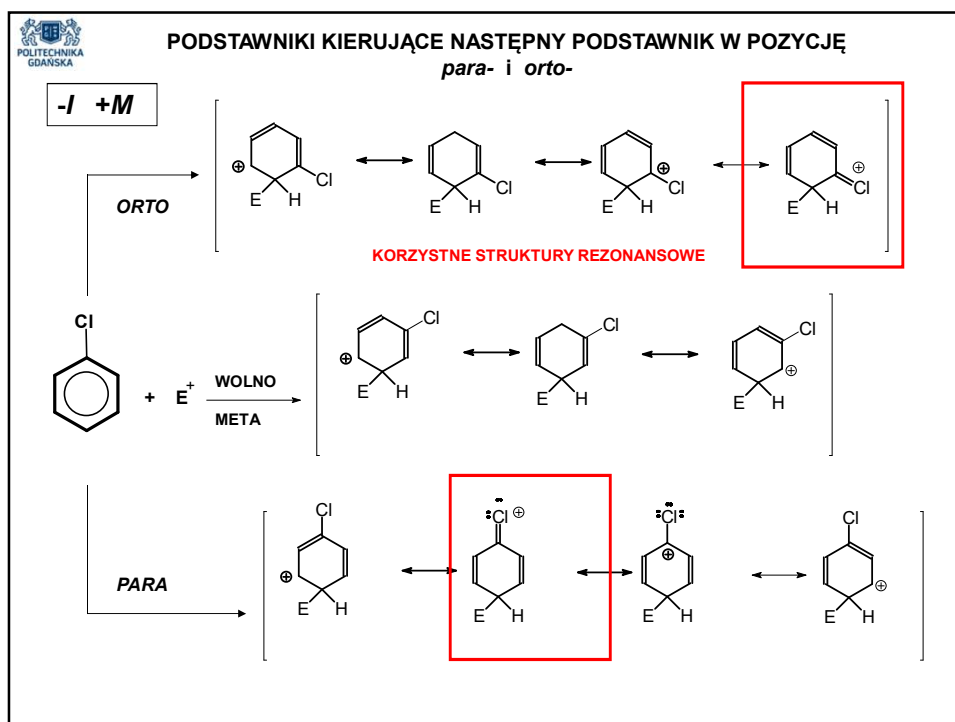 POLITECHNIKA
GDAŃSKA
PODSTAWNIKI KIERUJĄCE NASTĘPNY PODSTAWNIK W POZYCJĘ
para- i orto-
-I +M
⊕ Cl E H
Cl E H
⊕ Cl E H
⊕ Cl E H
ORTO
KORZYSTNE STRUKTURY REZONANSOWE
Cl
+ E+
WOLNO
META
Cl ⊕ E H
Cl E H
Cl ⊕ E H
PARA
Cl ⊕ E H
Cl ⊕ E H
Cl ⊕ E H
Cl ⊕ E H